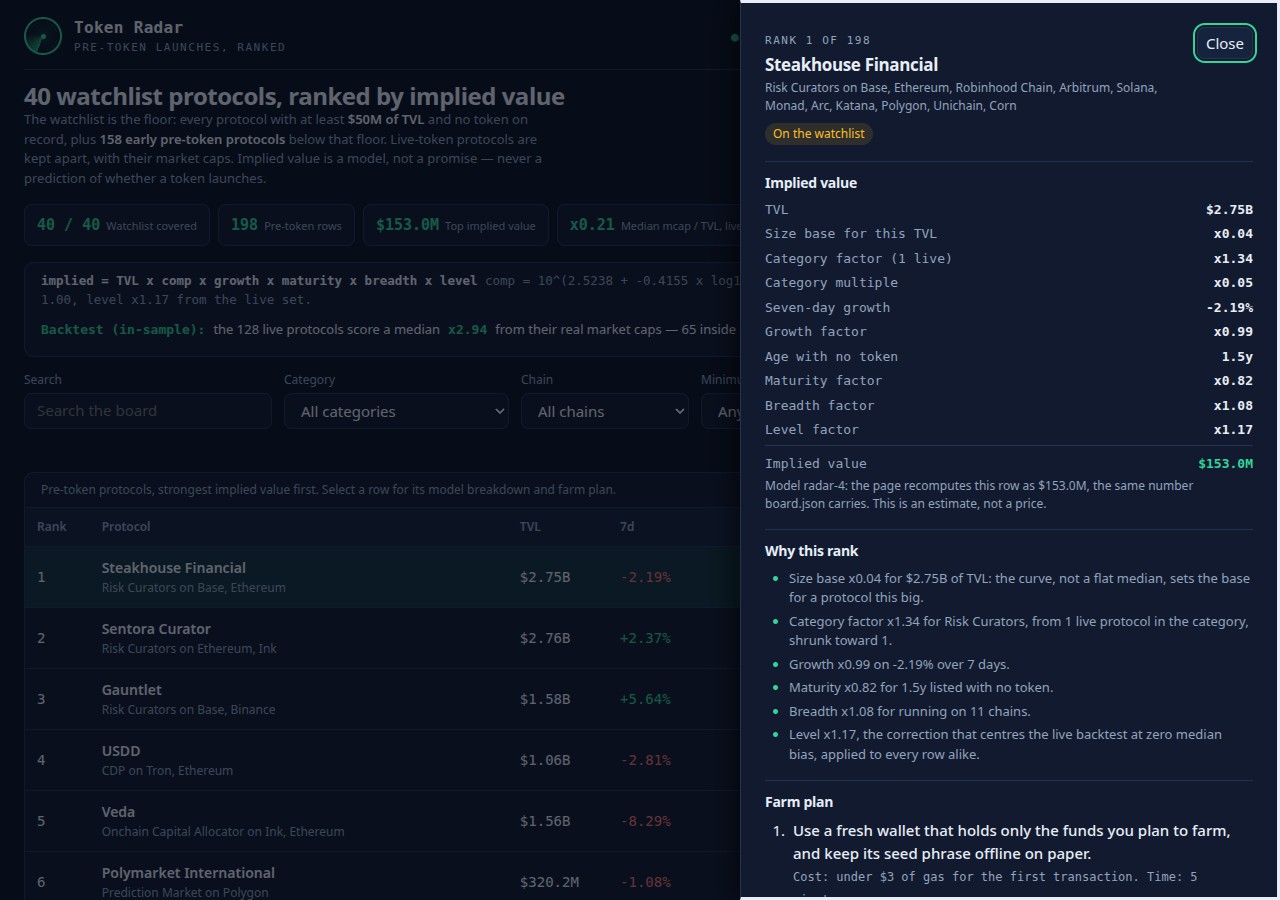 Token Radar
PRE-TOKEN LAUNCHES, RANKED
40 watchlist protocols, ranked by implied value
The watchlist is the floor: every protocol with at least $50M of TVL and no token on
record, plus 158 early pre-token protocols below that floor. Live-token protocols are
kept apart, with their market caps. Implied value is a model, not a promise — never a
prediction of whether a token launches.
40 / 40 Watchlist covered
198 Pre-token rows
$153.0M Top implied value
x0.21 Median mcap / TVL, live
implied = TVL x comp x growth x maturity x breadth x level comp = 10^(2.5238 + -0.4155 x log1
1.00, level x1.17 from the live set.
Backtest (in-sample): the 128 live protocols score a median x2.94 from their real market caps — 65 inside
Search
Category
Chain
Search the board
All categories
All chains
Pre-token protocols, strongest implied value first. Select a row for its model breakdown and farm plan.
Rank Protocol TVL 7d
1 Steakhouse Financial $2.75B -2.19%
Risk Curators on Base, Ethereum
2 Sentora Curator $2.76B +2.37%
Risk Curators on Ethereum, Ink
3 Gauntlet $1.58B +5.64%
Risk Curators on Base, Binance
4 USDD $1.06B -2.81%
CDP on Tron, Ethereum
5 Veda $1.56B -8.29%
Onchain Capital Allocator on Ink, Ethereum
6 Polymarket International $320.2M -1.08%
Prediction Market on Polygon
RANK 1 OF 198
Close
Steakhouse Financial
Risk Curators on Base, Ethereum, Robinhood Chain, Arbitrum, Solana,
Monad, Arc, Katana, Polygon, Unichain, Corn
On the watchlist
Implied value
TVL $2.75B
Size base for this TVL x0.04
Category factor (1 live) x1.34
Category multiple x0.05
Seven-day growth -2.19%
Growth factor x0.99
Age with no token 1.5y
Maturity factor x0.82
Breadth factor x1.08
Level factor x1.17
Implied value $153.0M
Model radar-4: the page recomputes this row as $153.0M, the same number
board.json carries. This is an estimate, not a price.
Why this rank
Size base x0.04 for $2.75B of TVL: the curve, not a flat median, sets the base
for a protocol this big.
Category factor x1.34 for Risk Curators, from 1 live protocol in the category,
shrunk toward 1.
Growth x0.99 on -2.19% over 7 days.
Maturity x0.82 for 1.5y listed with no token.
Breadth x1.08 for running on 11 chains.
Level x1.17, the correction that centres the live backtest at zero median
bias, applied to every row alike.
Farm plan
1. Use a fresh wallet that holds only the funds you plan to farm,
and keep its seed phrase offline on paper.
Cost: under $3 of gas for the first transaction. Time: 5